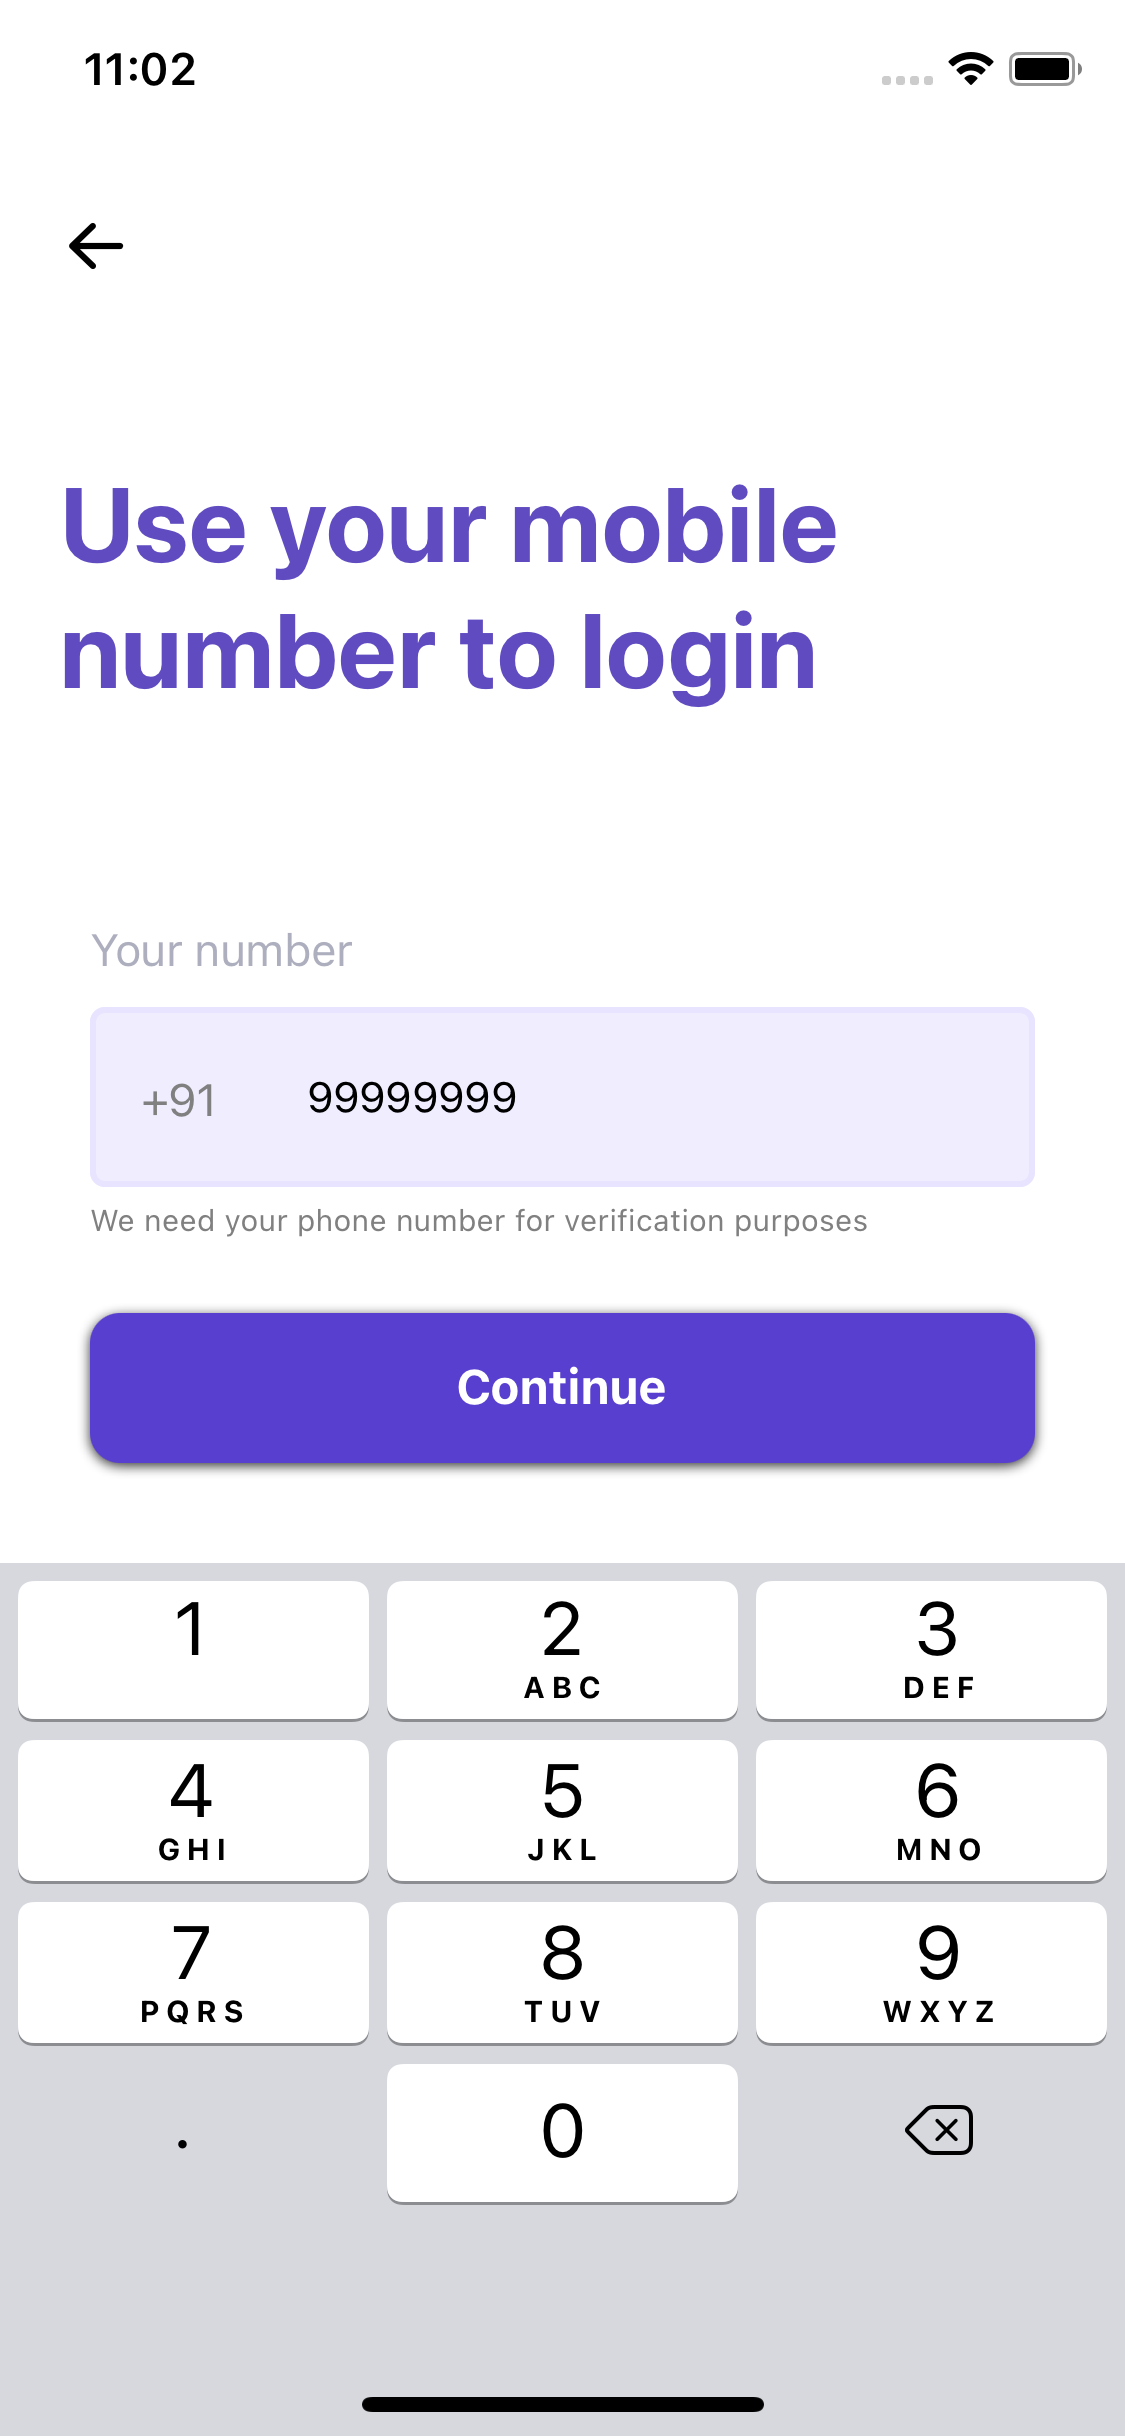 11:02
Use your mobile
number to login
Your number
+91 99999999
We need your phone number for verification purposes
Continue
1 2 3
ABC DEF
4 5 6
GHI JKL MNO
7 8 9
PQRS TUV WXYZ
. 0